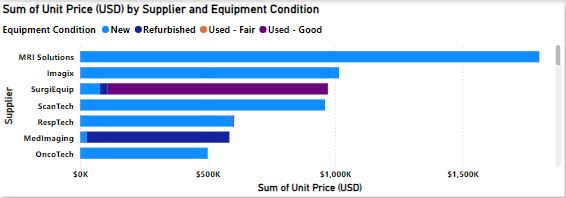 Sum of Unit Price (USD) by Supplier and Equipment Condition
Equipment Condition New Refurbished Used - Fair Used - Good
Supplier
MRI Solutions
Imagix
SurgiEquip
ScanTech
RespTech
MedImaging
OncoTech
$0K $500K $1,000K $1,500K
Sum of Unit Price (USD)